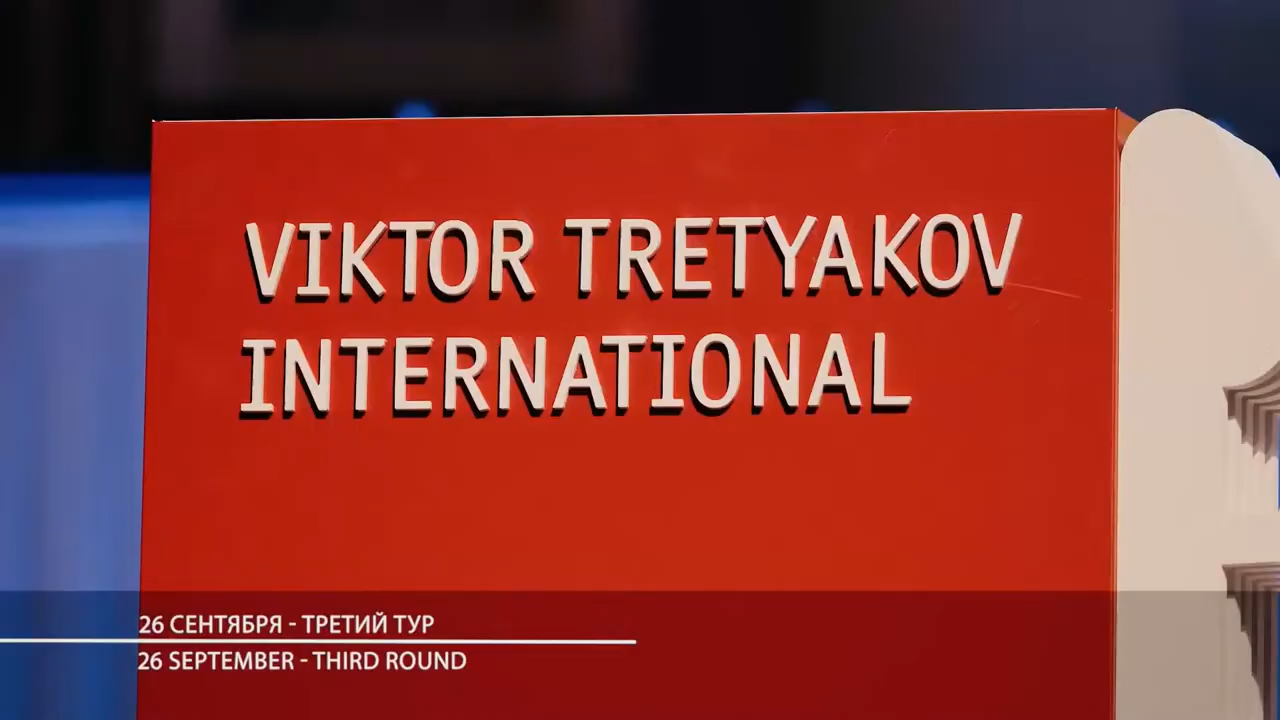 VIKTOR TRETYAKOV
INTERNATIONAL
26 СЕНТЯБРЯ - ТРЕТИЙ ТУР
26 SEPTEMBER - THIRD ROUND